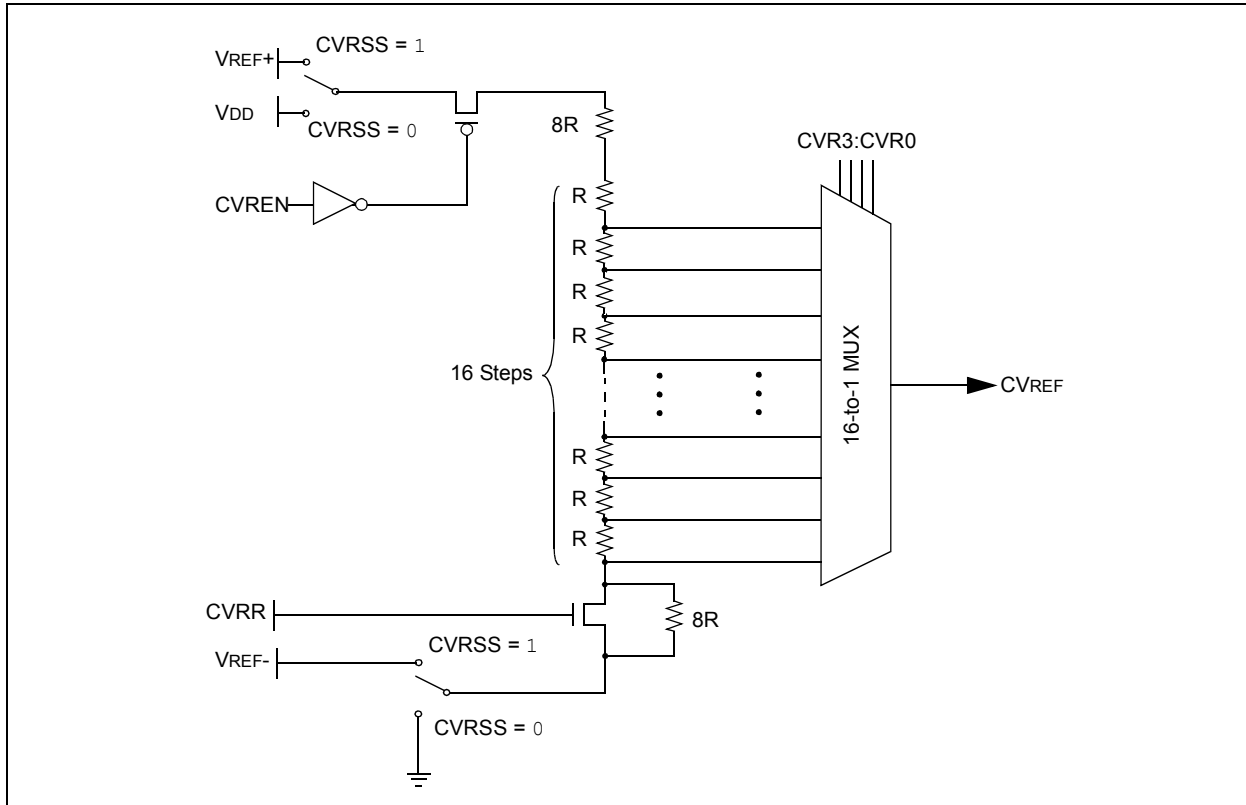 CVRSS = 1
VREF+
VDD
CVRSS = 0
8R
CVR3:CVR0
CVREN
R
R
R
R
16 Steps
16-to-1 MUX
CVREF
R
R
R
CVRR
8R
CVRSS = 1
VREF-
CVRSS = 0